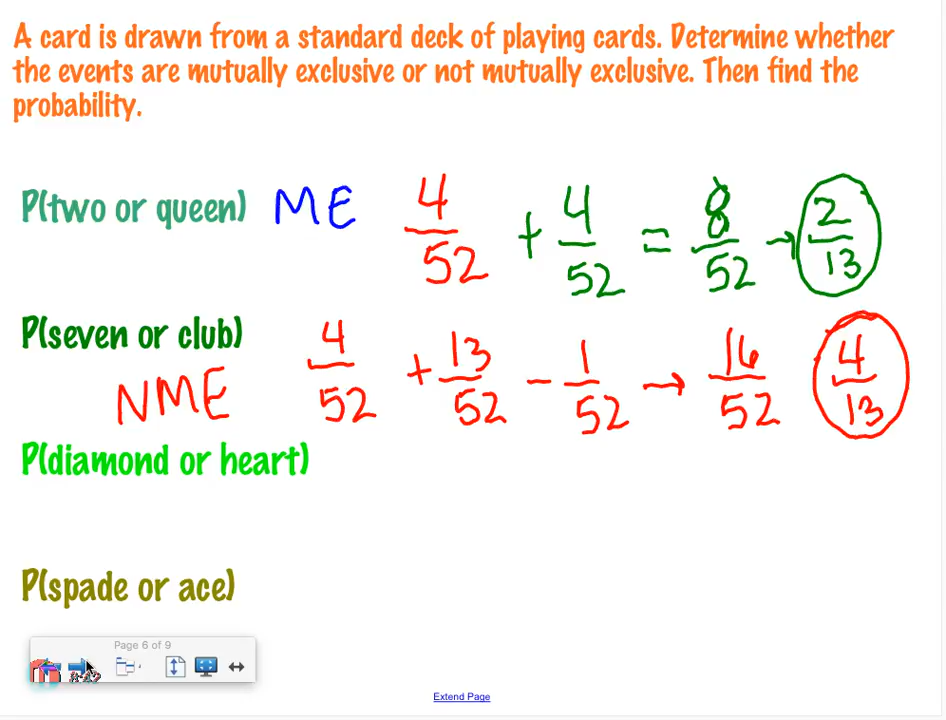 A card is drawn from a standard deck of playing cards. Determine whether
the events are mutually exclusive or not mutually exclusive. Then find the
probability.
P(two or queen) ME 4/52 + 4/52 = 8/52 → 2/13
P(seven or club) 4/52 + 13/52 - 1/52 → 16/52 4/13
NME
P(diamond or heart)
P(spade or ace)
Page 6 of 9
Extend Page